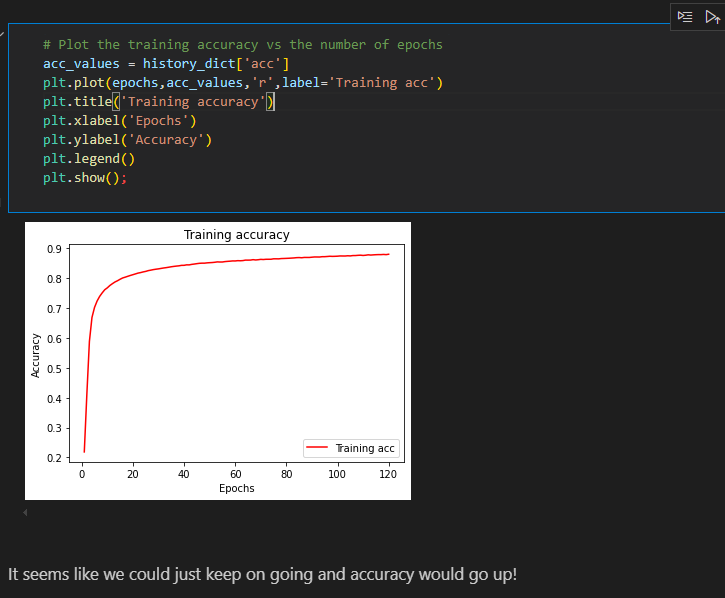 # Plot the training accuracy vs the number of epochs
acc_values = history_dict['acc']
plt.plot(epochs,acc_values,'r',label='Training acc')
plt.title('Training accuracy')
plt.xlabel('Epochs')
plt.ylabel('Accuracy')
plt.legend()
plt.show();
Training accuracy
0.9
0.8
0.7
0.6
0.5
0.4
0.3
0.2
Accuracy
Training acc
0 20 40 60 80 100 120
Epochs
It seems like we could just keep on going and accuracy would go up!